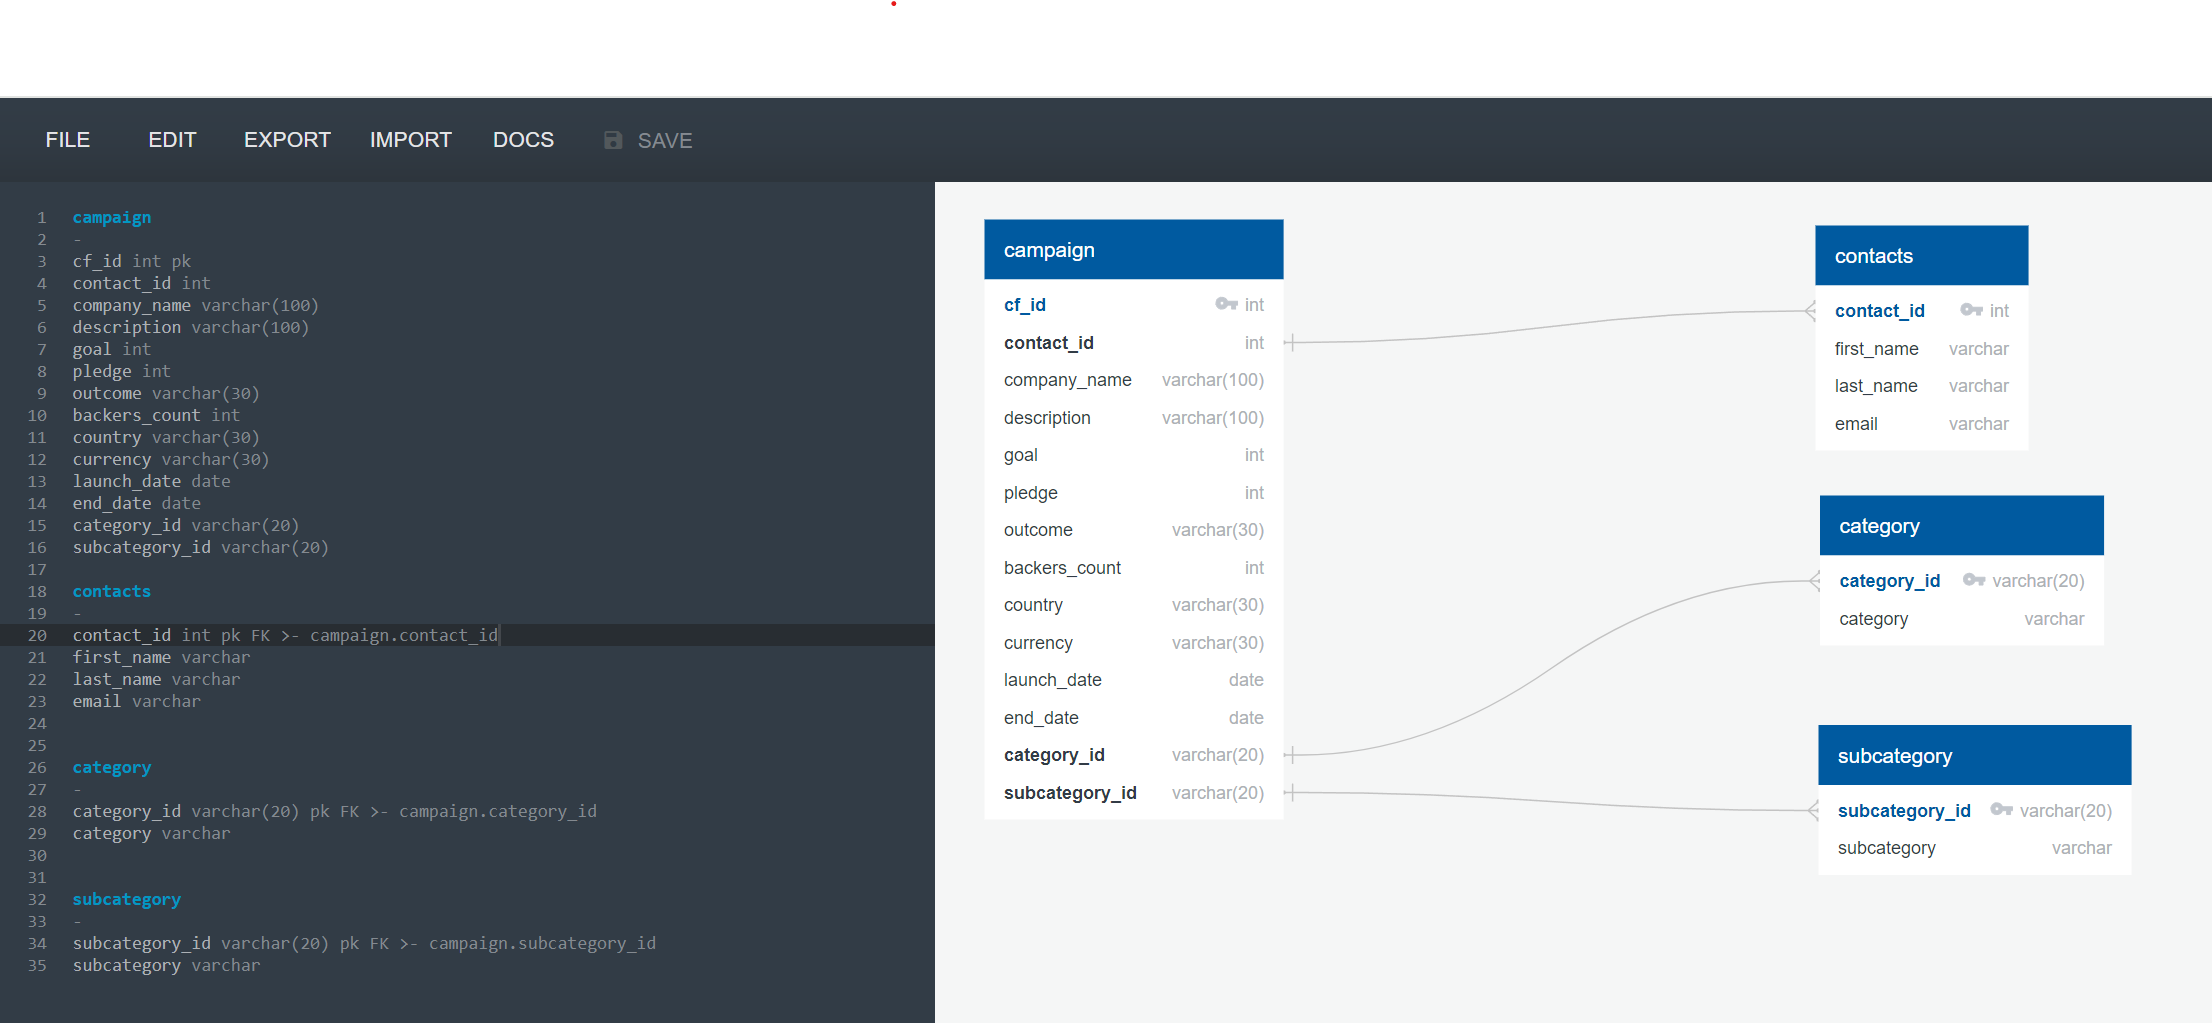 FILE EDIT EXPORT IMPORT DOCS SAVE
1 campaign
2 -
3 cf_id int pk
4 contact_id int
5 company_name varchar(100)
6 description varchar(100)
7 goal int
8 pledge int
9 outcome varchar(30)
10 backers_count int
11 country varchar(30)
12 currency varchar(30)
13 launch_date date
14 end_date date
15 category_id varchar(20)
16 subcategory_id varchar(20)
17
18 contacts
19 -
20 contact_id int pk FK >- campaign.contact_id
21 first_name varchar
22 last_name varchar
23 email varchar
24
25
26 category
27 -
28 category_id varchar(20) pk FK >- campaign.category_id
29 category varchar
30
31
32 subcategory
33 -
34 subcategory_id varchar(20) pk FK >- campaign.subcategory_id
35 subcategory varchar
campaign
cf_id int
contact_id int
company_name varchar(100)
description varchar(100)
goal int
pledge int
outcome varchar(30)
backers_count int
country varchar(30)
currency varchar(30)
launch_date date
end_date date
category_id varchar(20)
subcategory_id varchar(20)
contacts
contact_id int
first_name varchar
last_name varchar
email varchar
category
category_id varchar(20)
category varchar
subcategory
subcategory_id varchar(20)
subcategory varchar